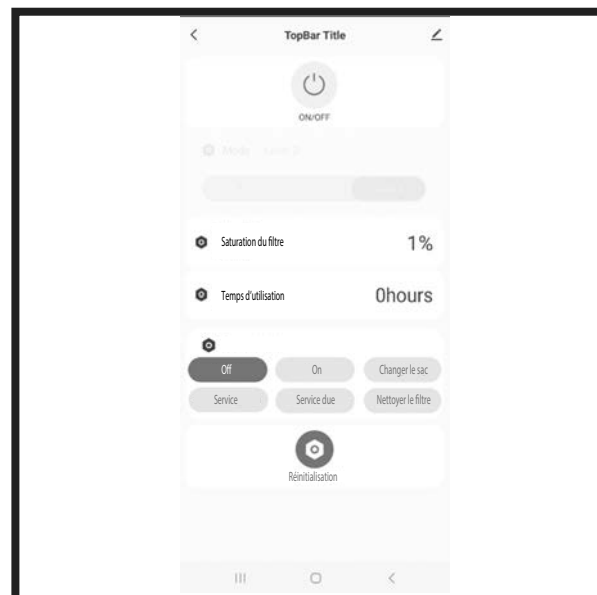 TopBar Title
ON/OFF
Mode
Saturation du filtre
1%
Temps d'utilisation
0hours
Off
On
Changer le sac
Service
Service due
Nettoyer le filtre
Réinitialisation